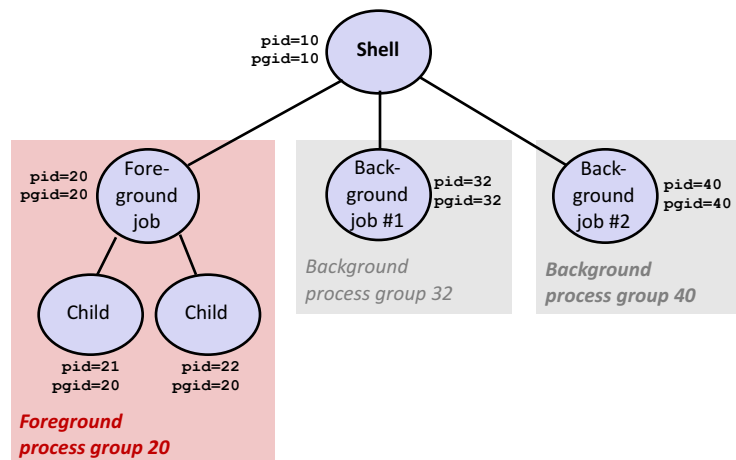 pid=10
pgid=10
Shell
pid=20
pgid=20
Fore-
ground
job
Back-
ground
job #1
pid=32
pgid=32
Back-
ground
job #2
pid=40
pgid=40
Background
process group 32
Background
process group 40
Child
Child
pid=21
pgid=20
pid=22
pgid=20
Foreground
process group 20